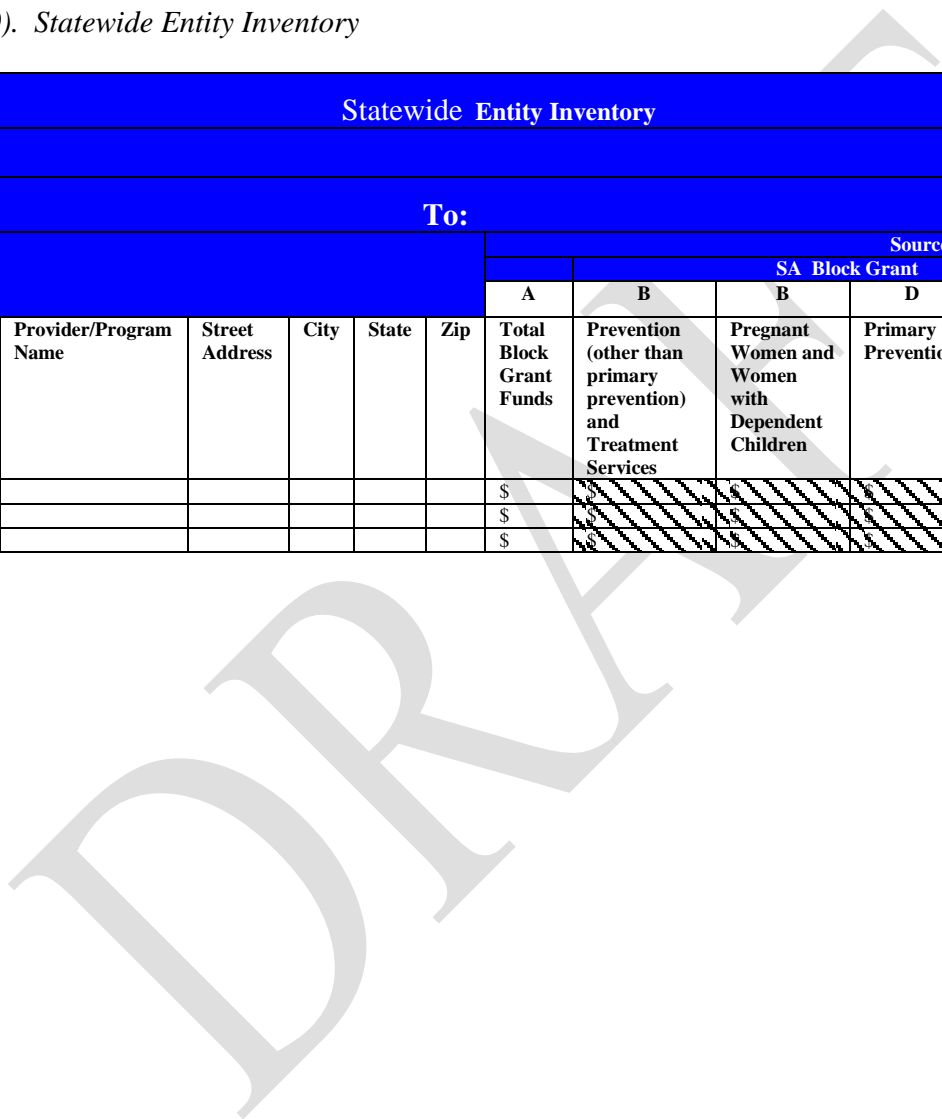 ). Statewide Entity Inventory
Statewide Entity Inventory
To:
Source
SA Block Grant
A B B D
Provider/Program Name Street Address City State Zip Total Block Grant Funds Prevention (other than primary prevention) and Treatment Services Pregnant Women and Women with Dependent Children Primary Preventio
$ $ $ $
$ $ $ $
$ $ $ $
DRAFT